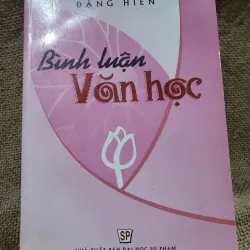 ĐẶNG HIỂN
Bình luận
Văn học
SP
NHÀ XUẤT BẢN ĐẠI HỌC SƯ PHẠM